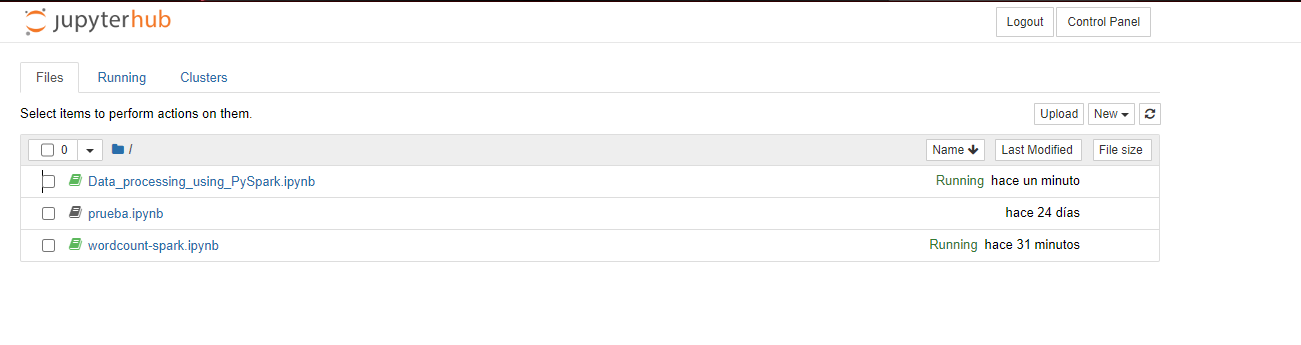 jupyterhub Logout Control Panel
Files Running Clusters
Select items to perform actions on them. Upload New
0 / Name Last Modified File size
Data_processing_using_PySpark.ipynb Running hace un minuto
prueba.ipynb hace 24 días
wordcount-spark.ipynb Running hace 31 minutos